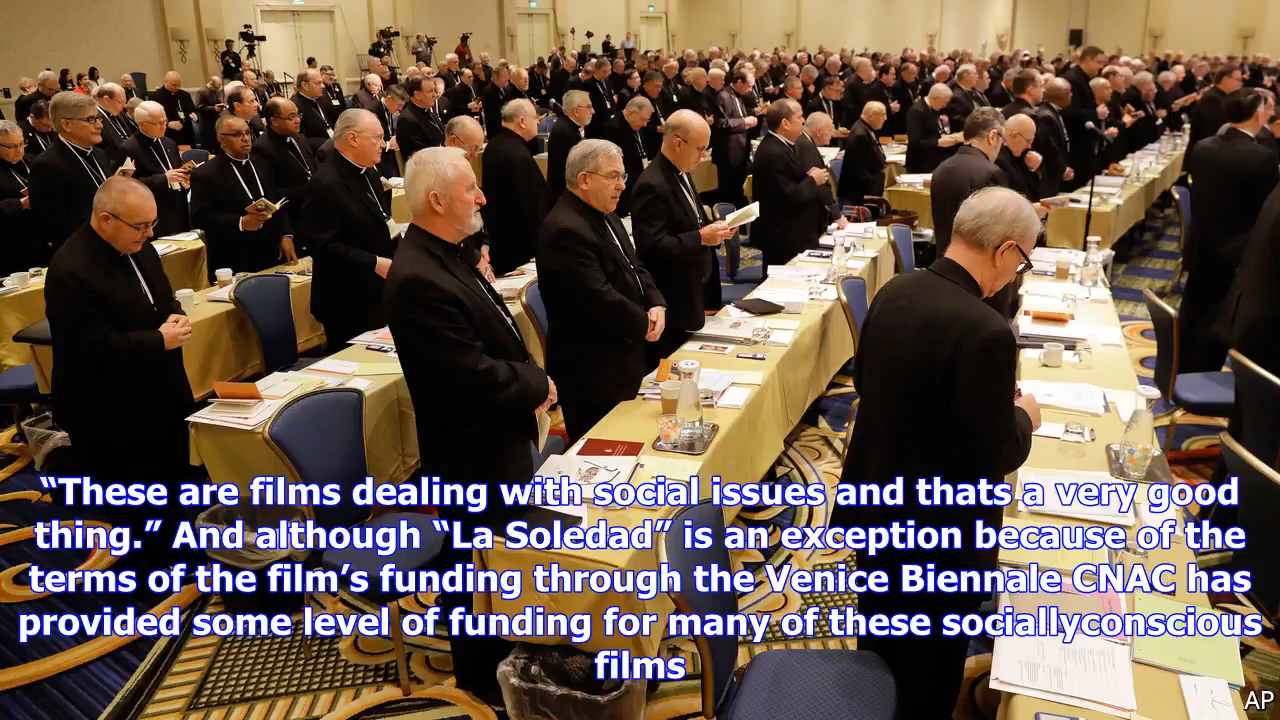 “These are films dealing with social issues and thats a very good
thing.” And although “La Soledad” is an exception because of the
terms of the film’s funding through the Venice Biennale CNAC has
provided some level of funding for many of these sociallyconscious
films
AP